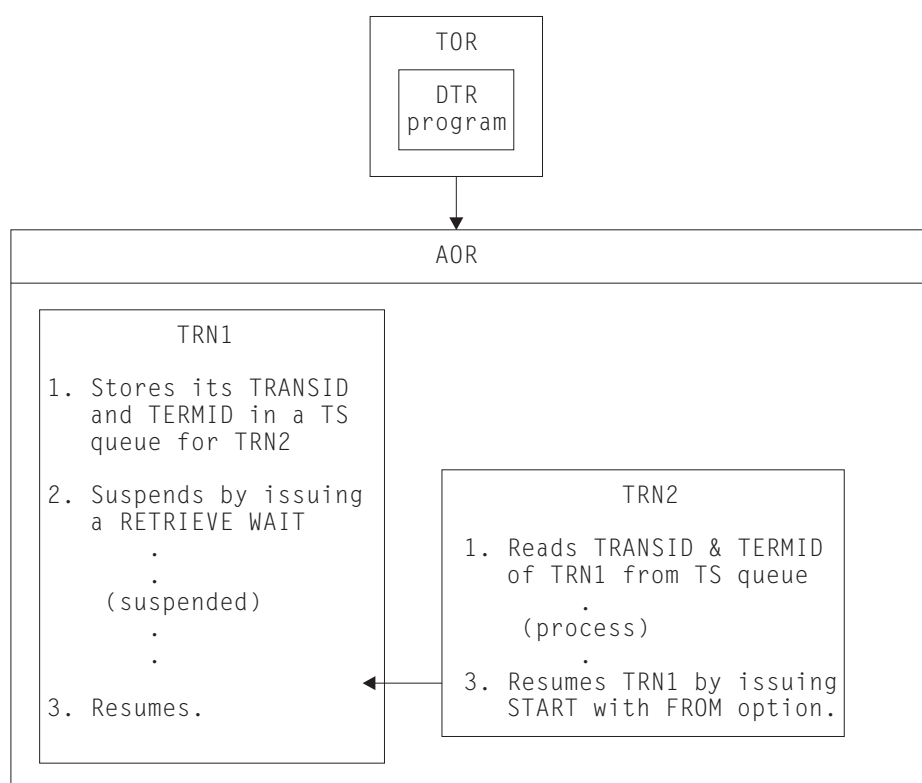 TOR
DTR
program
AOR
TRN1
1. Stores its TRANSID
and TERMID in a TS
queue for TRN2
2. Suspends by issuing
a RETRIEVE WAIT
.
.
(suspended)
.
.
3. Resumes.
TRN2
1. Reads TRANSID & TERMID
of TRN1 from TS queue
.
(process)
.
3. Resumes TRN1 by issuing
START with FROM option.